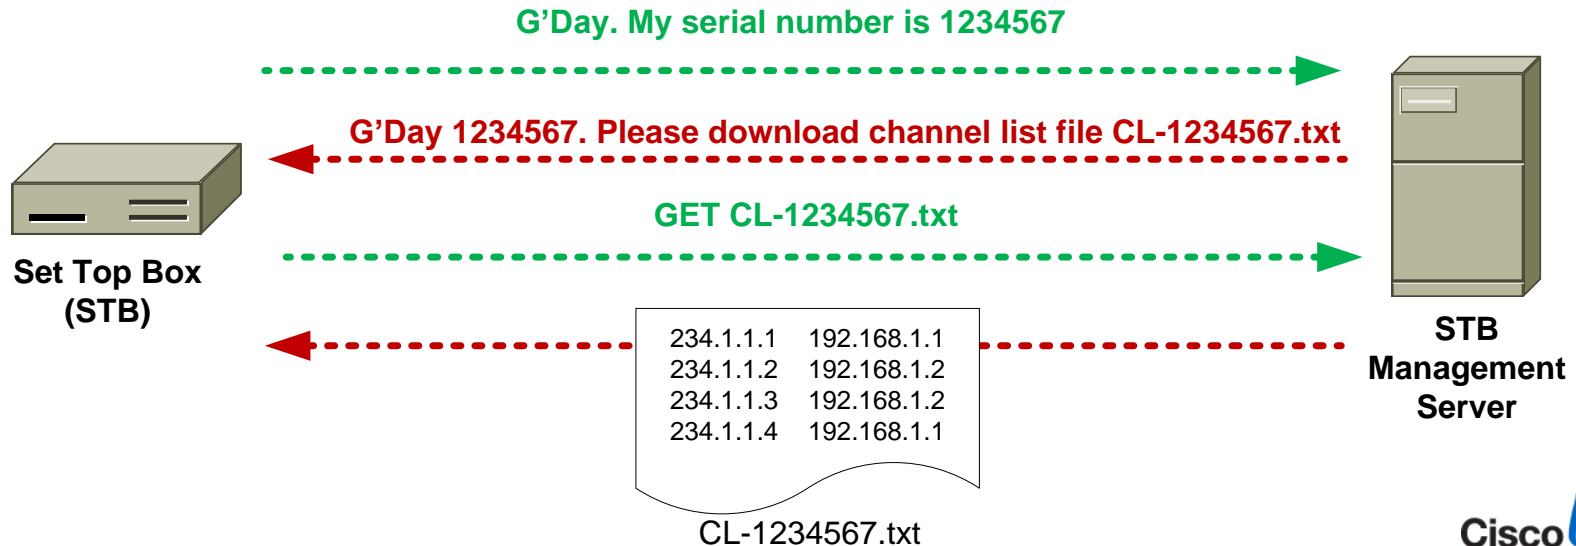 G’Day. My serial number is 1234567
G’Day 1234567. Please download channel list file CL-1234567.txt
GET CL-1234567.txt
Set Top Box
(STB)
234.1.1.1 192.168.1.1
234.1.1.2 192.168.1.2
234.1.1.3 192.168.1.2
234.1.1.4 192.168.1.1
CL-1234567.txt
STB
Management
Server
Cisco